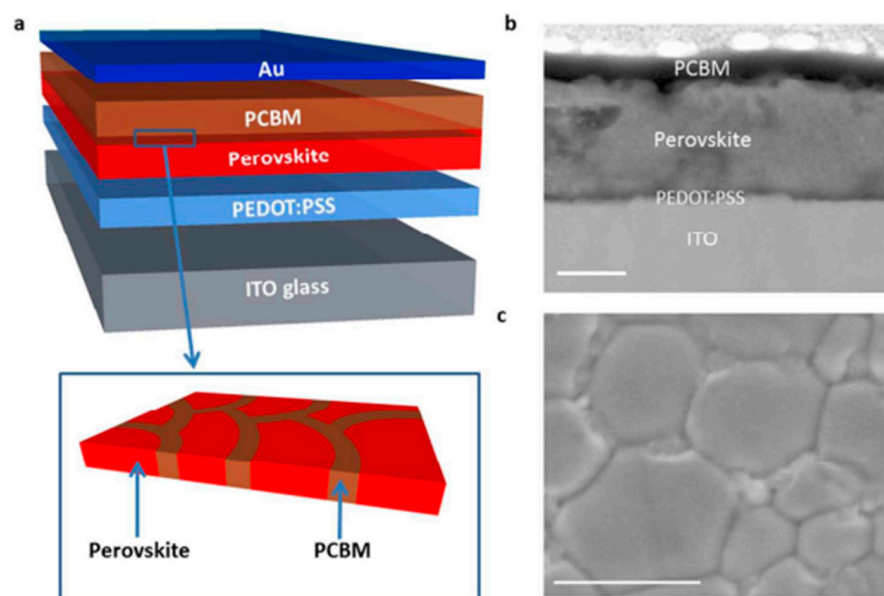 a
Au
PCBM
Perovskite
PEDOT:PSS
ITO glass
Perovskite
PCBM
b
PCBM
Perovskite
PEDOT:PSS
ITO
c